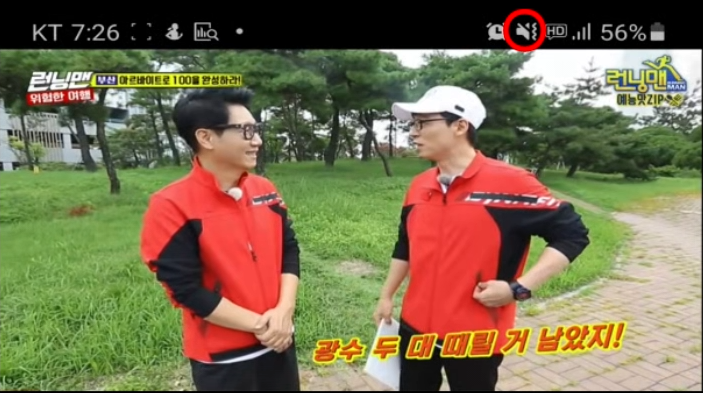 KT 7:26 HD 56%
런닝맨
위험한 여행
부산 아르바이트로 100을 완성하라!
런닝맨
MAN
예능맛ZIP
광수 두 대 때릴 거 남았지!